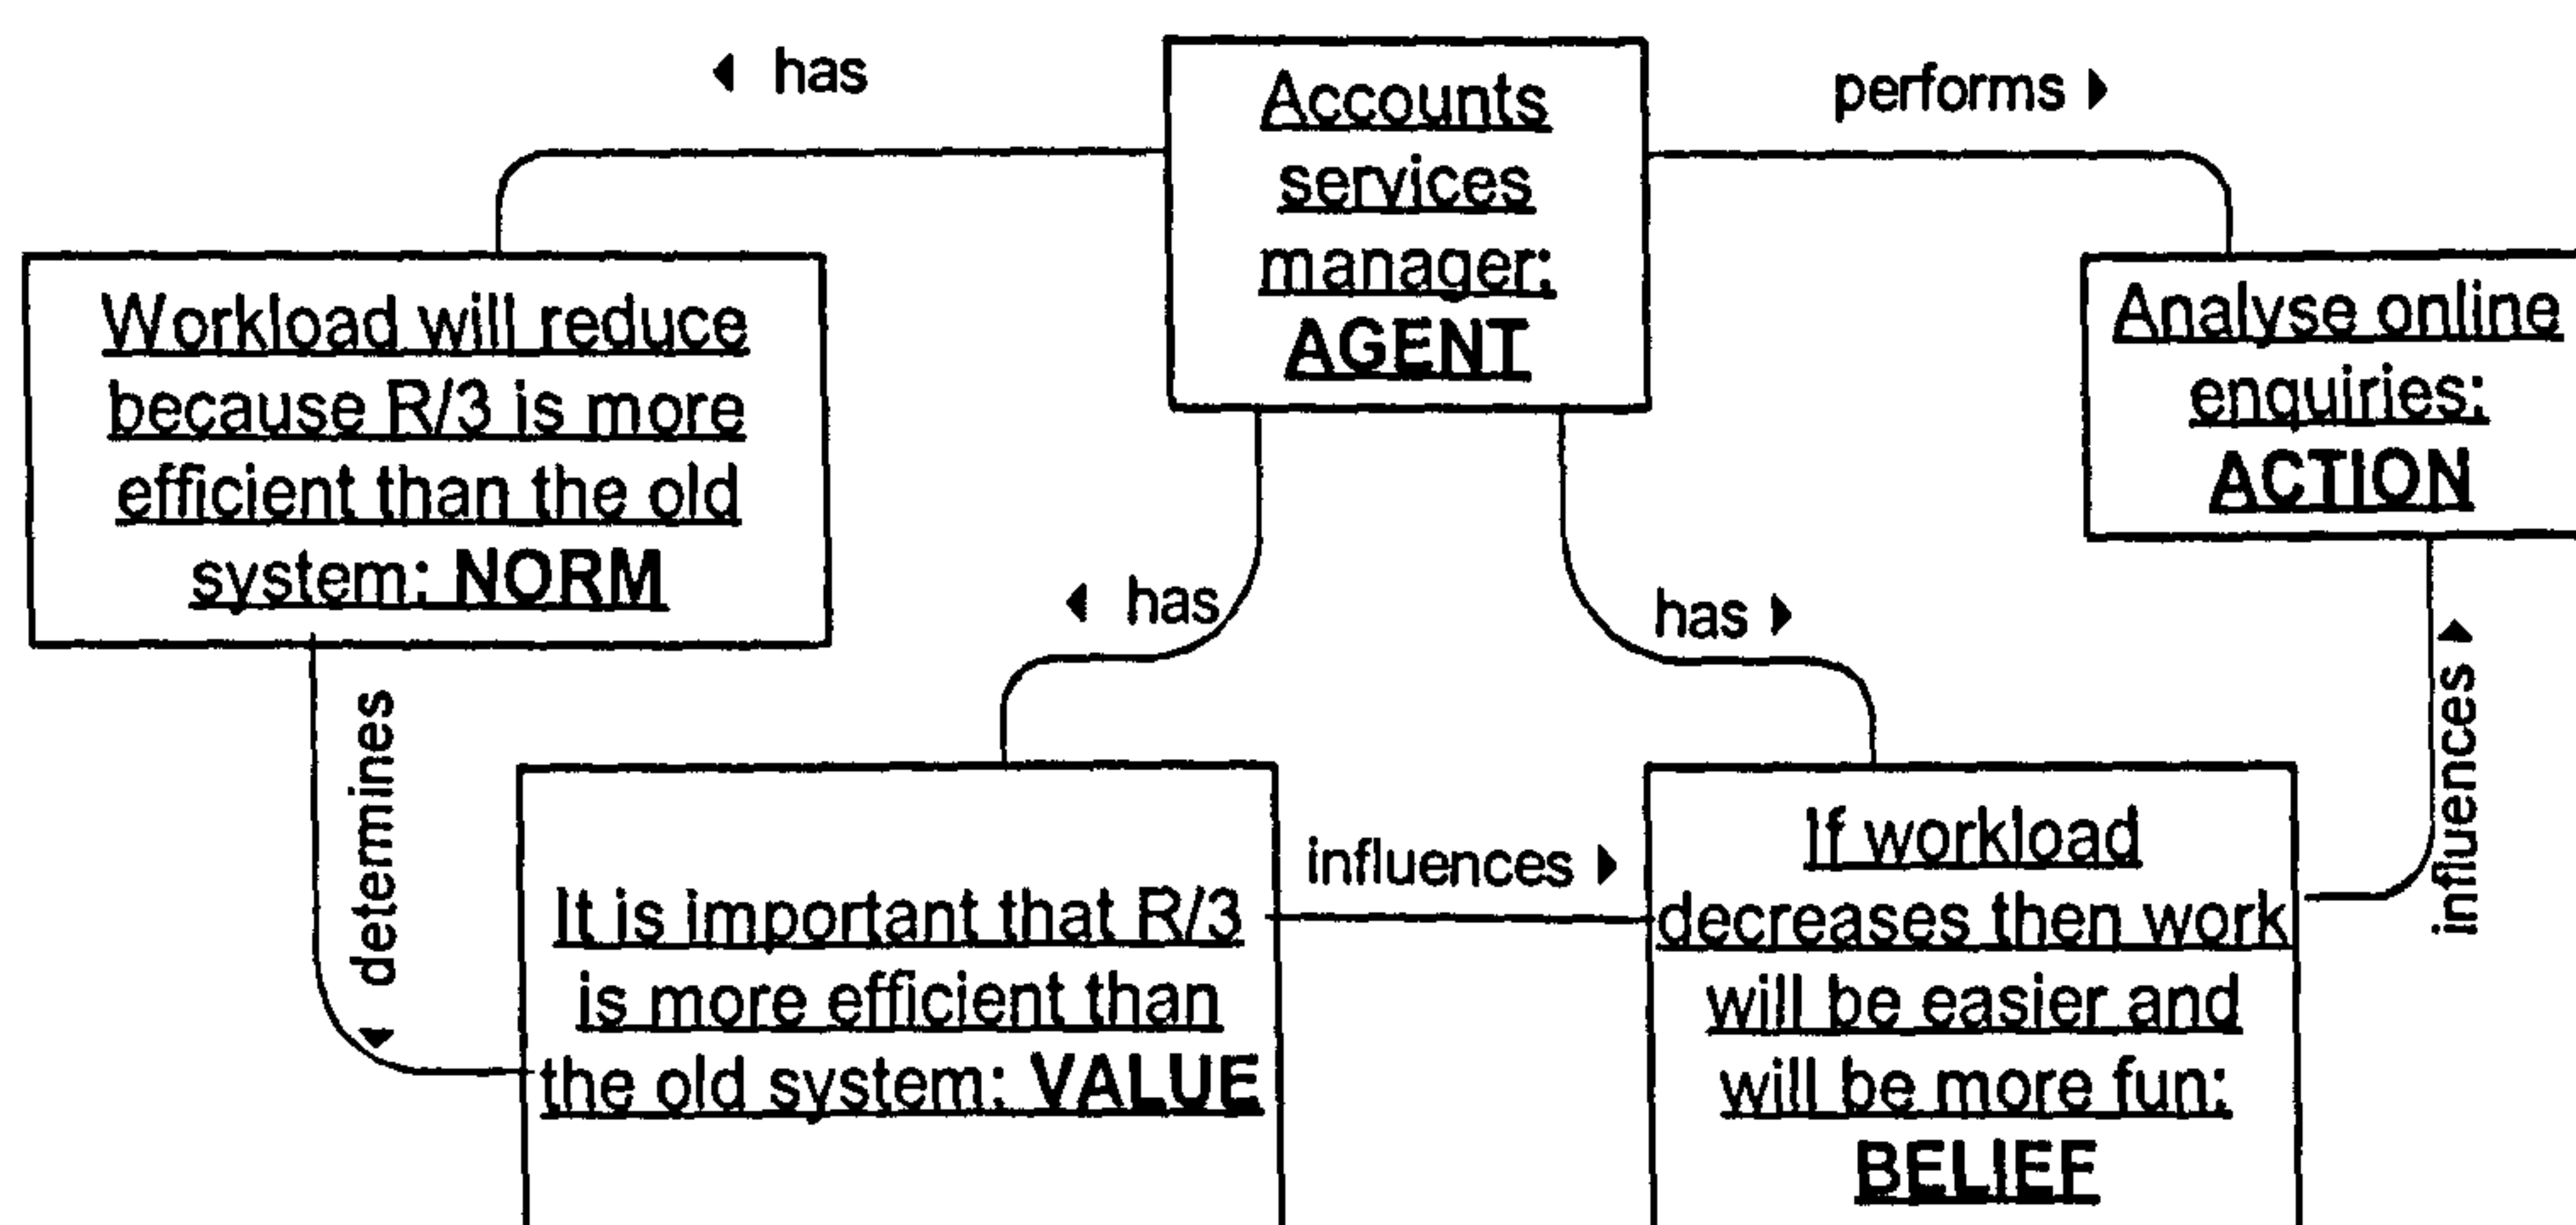 ◀ has
Accounts
services
manager:
AGENT
performs ▶
Workload will reduce
because R/3 is more
efficient than the old
system: NORM
Analyse online
enquiries:
ACTION
◀ has
has ▶
◀ determines
influences ▶
It is important that R/3
is more efficient than
the old system: VALUE
influences ▶
If workload
decreases then work
will be easier and
will be more fun:
BELIEF